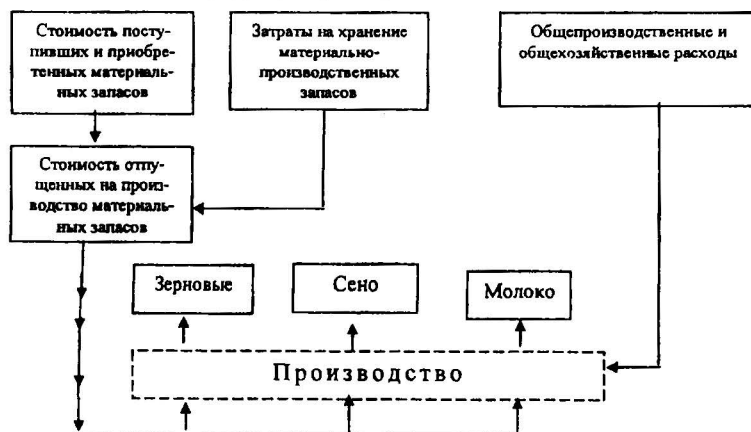 Стоимость посту-
пивших и приобре-
тенных материаль-
ных запасов
Затраты на хранение
материально-
производственных
запасов
Общепроизводственные и
общехозяйственные расходы
Стоимость отпу-
щенных на произ-
водство материаль-
ных запасов
Зерновые
Сено
Молоко
Производство